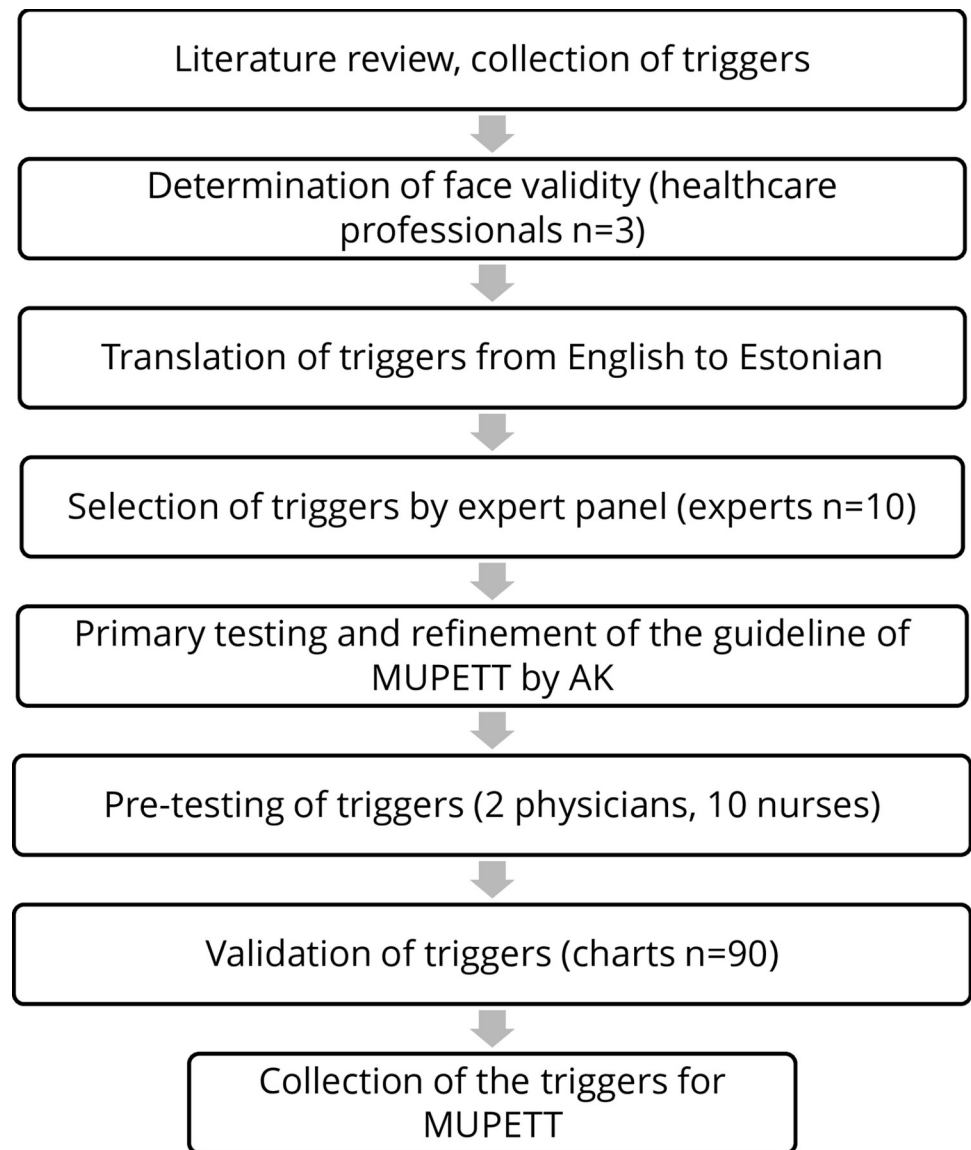 Literature review, collection of triggers
Determination of face validity (healthcare
professionals n=3)
Translation of triggers from English to Estonian
Selection of triggers by expert panel (experts n=10)
Primary testing and refinement of the guideline of
MUPETT by AK
Pre-testing of triggers (2 physicians, 10 nurses)
Validation of triggers (charts n=90)
Collection of the triggers for
MUPETT